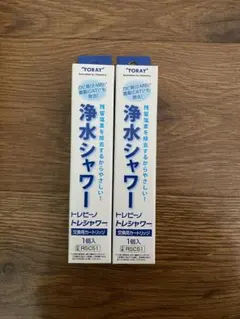 "TORAY"
残留塩素を除去するからやさしい!
浄水シャワー
トレビーノ
トレシャワー
交換用カートリッジ
1個入
RSC51
"TORAY"
残留塩素を除去するからやさしい!
浄水シャワー
トレビーノ
トレシャワー
交換用カートリッジ
1個入
RSC51